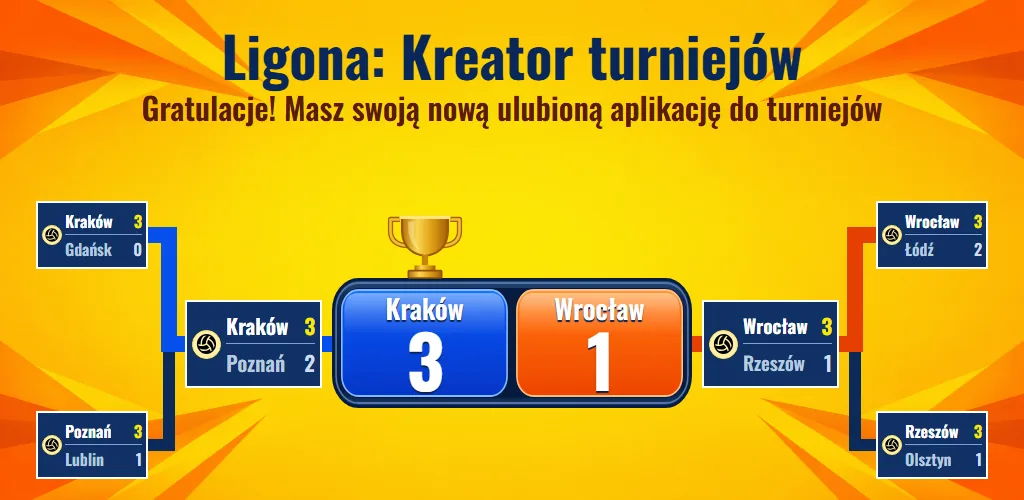 Ligona: Kreator turniejów
Gratulacje! Masz swoją nową ulubioną aplikację do turniejów
Kraków 3
Gdańsk 0
Poznań 3
Lublin 1
Kraków 3
Poznań 2
Kraków
3
Wrocław
1
Wrocław 3
Rzeszów 1
Wrocław 3
Łódź 2
Rzeszów 3
Olsztyn 1